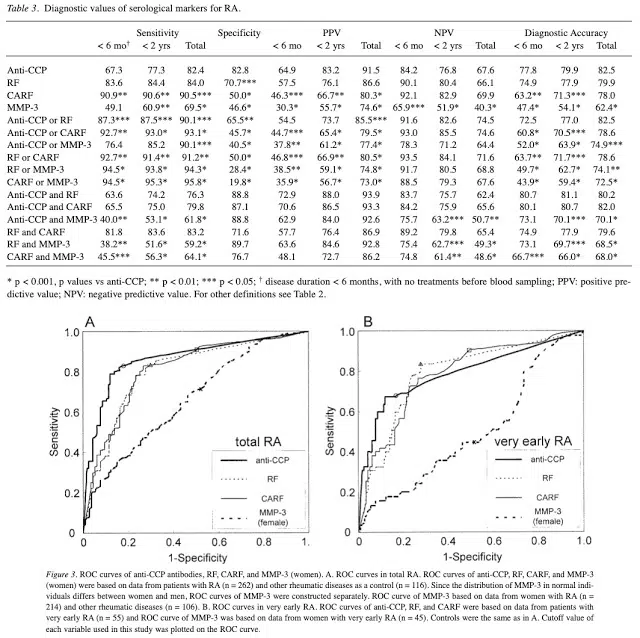 Table 3. Diagnostic values of serological markers for RA.
Sensitivity Specificity PPV NPV Diagnostic Accuracy
< 6 mo† < 2 yrs Total < 6 mo < 2 yrs Total < 6 mo < 2 yrs Total < 6 mo < 2 yrs Total
Anti-CCP 67.3 77.3 82.4 82.8 64.9 83.2 91.5 84.2 76.8 67.6 77.8 79.9 82.5
RF 83.6 84.4 84.0 70.7*** 57.5 76.1 86.6 90.1 80.4 66.1 74.9 77.9 79.9
CARF 90.9** 90.6** 90.5*** 50.0* 46.3*** 66.7** 80.3* 92.1 82.9 69.9 63.2** 71.3*** 78.0
MMP-3 49.1 60.9** 69.5* 46.6* 30.3* 55.7* 74.6* 65.9*** 51.9* 40.3* 47.4* 54.1* 62.4*
Anti-CCP or RF 87.3*** 87.5*** 90.1*** 65.5** 54.5 73.7 85.5*** 91.6 82.6 74.5 72.5 77.0 82.5
Anti-CCP or CARF 92.7** 93.0* 93.1* 50.0* 44.7*** 65.4* 79.5* 93.0 85.5 74.6 60.8* 70.5*** 78.6
Anti-CCP or MMP-3 76.4 85.2 90.1*** 40.5* 37.8** 61.2* 77.4* 78.3 71.2 64.4 52.0* 63.9* 74.9***
RF or CARF 92.7** 91.4** 91.2** 50.0* 46.8*** 66.9** 80.5* 93.5 84.1 71.6 63.7** 71.7*** 78.6
RF or MMP-3 94.5* 93.8* 94.3* 28.4* 38.5** 59.1* 74.8* 91.7 80.5 68.8 49.7* 62.7* 74.1**
CARF or MMP-3 94.5* 95.3* 95.8* 19.8* 35.9* 56.7* 73.0* 88.5 79.3 67.6 43.9* 59.4* 72.5*
Anti-CCP and RF 63.6 74.2 76.3 88.8 72.9 88.0 93.9 83.7 75.7 62.4 80.7 81.1 80.2
Anti-CCP and CARF 65.5 75.0 79.8 87.1 70.6 86.5 93.3 84.2 75.9 65.6 80.1 80.7 82.0
Anti-CCP and MMP-3 40.0** 53.1* 61.8* 88.8 62.9 84.0 92.6 75.7 63.2*** 50.7** 73.1 70.1*** 70.1*
RF and CARF 81.8 83.6 83.2 71.6 57.7 76.4 86.9 89.2 79.8 65.4 74.9 77.9 79.6
RF and MMP-3 38.2** 51.6* 59.2* 89.7 63.6 84.6 92.8 75.4 62.7*** 49.3* 73.1 69.7*** 68.5*
CARF and MMP-3 45.5*** 56.3* 64.1* 76.7 48.1 72.7 86.2 74.8 61.4** 48.6* 66.7*** 66.0* 68.0*
* p < 0.001, p values vs anti-CCP; ** p < 0.01; *** p < 0.05; † disease duration < 6 months, with no treatments before blood sampling; PPV: positive pre-
dictive value; NPV: negative predictive value. For other definitions see Table 2.
A
1.0
0.8
0.6
0.4
0.2
0
Sensitivity
total RA
anti-CCP
RF
CARF
MMP-3
(female)
0.2 0.4 0.6 0.8 1.0
1-Specificity
B
1.0
0.8
0.6
0.4
0.2
0
Sensitivity
very early RA
anti-CCP
RF
CARF
MMP-3
(female)
0.2 0.4 0.6 0.8 1.0
1-Specificity
Figure 3. ROC curves of anti-CCP antibodies, RF, CARF, and MMP-3 (women). A. ROC curves in total RA. ROC curves of anti-CCP, RF, CARF, and MMP-3
(women) were based on data from patients with RA (n = 262) and other rheumatic diseases as a control (n = 116). Since the distribution of MMP-3 in normal indi-
viduals differs between women and men, ROC curves of MMP-3 were constructed separately. ROC curve of MMP-3 based on data from women with RA (n =
214) and other rheumatic diseases (n = 106). B. ROC curves in very early RA. ROC curves of anti-CCP, RF, and CARF were based on data from patients with
very early RA (n = 55) and ROC curve of MMP-3 was based on data from women with very early RA (n = 45). Controls were the same as in A. Cutoff value of
each variable used in this study was plotted on the ROC curve.